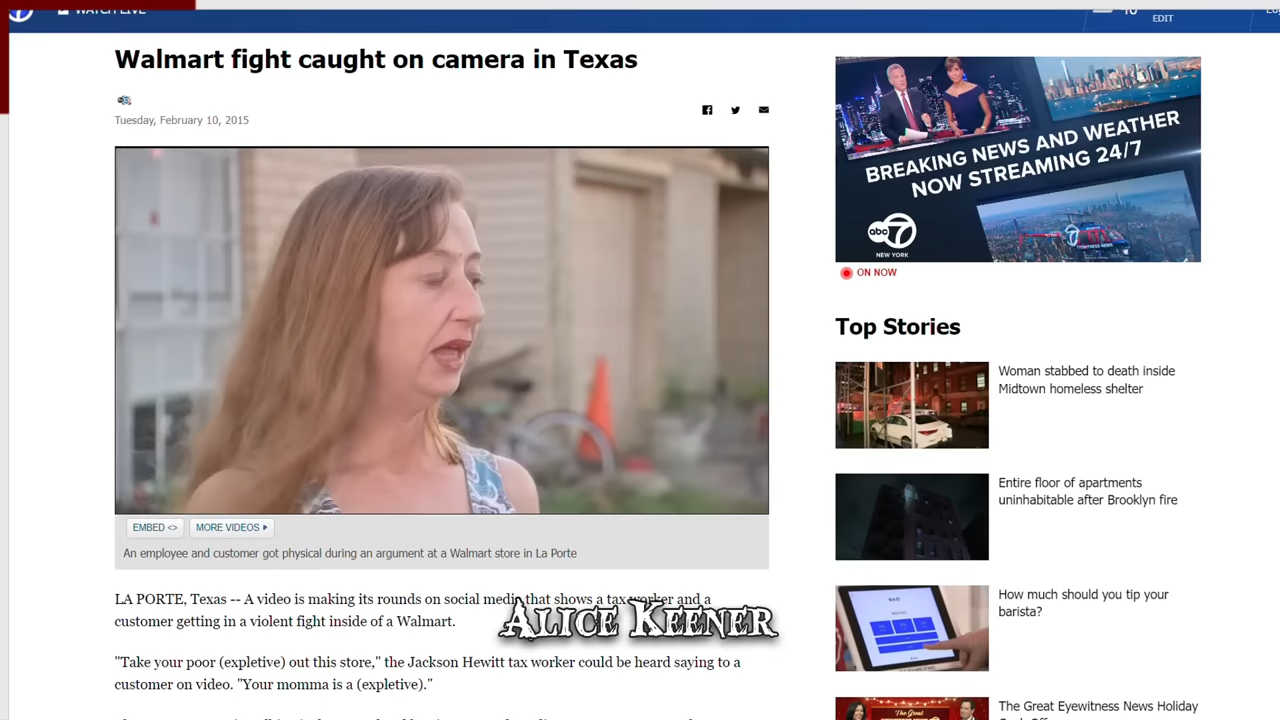 WATCH LIVE
EDIT
Walmart fight caught on camera in Texas
Tuesday, February 10, 2015
BREAKING NEWS AND WEATHER
NOW STREAMING 24/7
abc 7
NEW YORK
ON NOW
Top Stories
Woman stabbed to death inside
Midtown homeless shelter
Entire floor of apartments
uninhabitable after Brooklyn fire
How much should you tip your
barista?
The Great Eyewitness News Holiday
EMBED <>
MORE VIDEOS
An employee and customer got physical during an argument at a Walmart store in La Porte
LA PORTE, Texas -- A video is making its rounds on social media that shows a tax worker and a
customer getting in a violent fight inside of a Walmart.
ALICE KEENER
"Take your poor (expletive) out this store," the Jackson Hewitt tax worker could be heard saying to a
customer on video. "Your momma is a (expletive)."